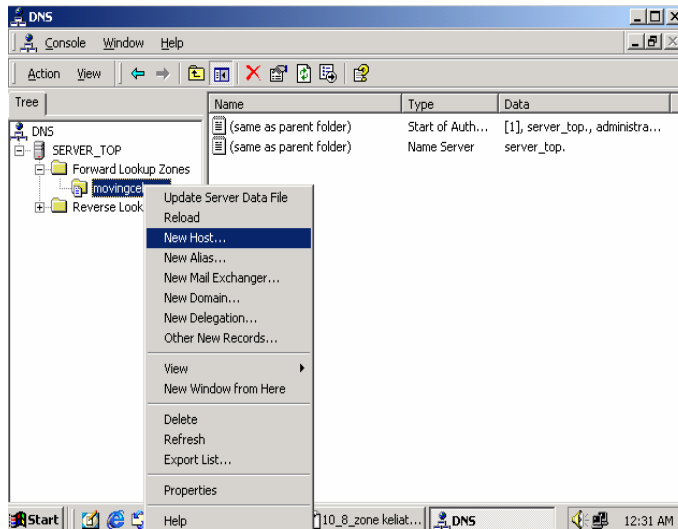 DNS
Console Window Help
Action View
Tree
Name Type Data
DNS
SERVER_TOP
Forward Lookup Zones
Reverse Look
(same as parent folder) Start of Auth... [1], server_top., administra...
(same as parent folder) Name Server server_top.
Update Server Data File
Reload
New Host...
New Alias...
New Mail Exchanger...
New Domain...
New Delegation...
Other New Records...
View
New Window from Here
Delete
Refresh
Export List...
Properties
Help
Start
10_8_zone keliat...
DNS
12:31 AM